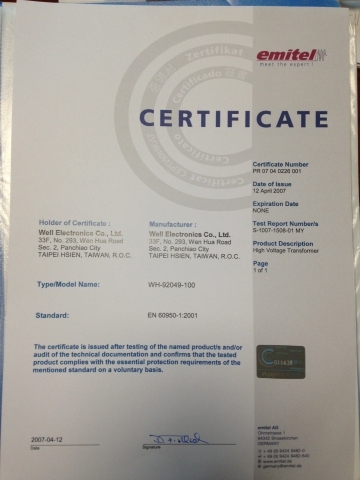 emitel
meet the expert!
Zertifikat
Certificado
Certificato
Certificat
CERTIFICATE
Certificate Number
PR 07 04 0226 001
Date of Issue
12 April 2007
Expiration Date
NONE
Test Report Number/s
S-1007-1508-01 MY
Product Description
High Voltage Transformer
Page
1 of 1
Holder of Certificate :
Well Electronics Co., Ltd.
33F, No. 293, Wen Hua Road
Sec. 2, Panchiao City
TAIPEI HSIEN, TAIWAN, R.O.C.
Manufacturer :
Well Electronics Co., Ltd.
33F, No. 293, Wen Hua Road
Sec. 2, Panchiao City
TAIPEI HSIEN, TAIWAN, R.O.C.
Type/Model Name:
WH-92049-100
Standard:
EN 60950-1:2001
The certificate is issued after testing of the named product/s and/or
audit of the technical documentation and confirms that the tested
product complies with the essential protection requirements of the
mentioned standard on a voluntary basis.
2007-04-12
Date
Signature
emitel AG
GERMANY